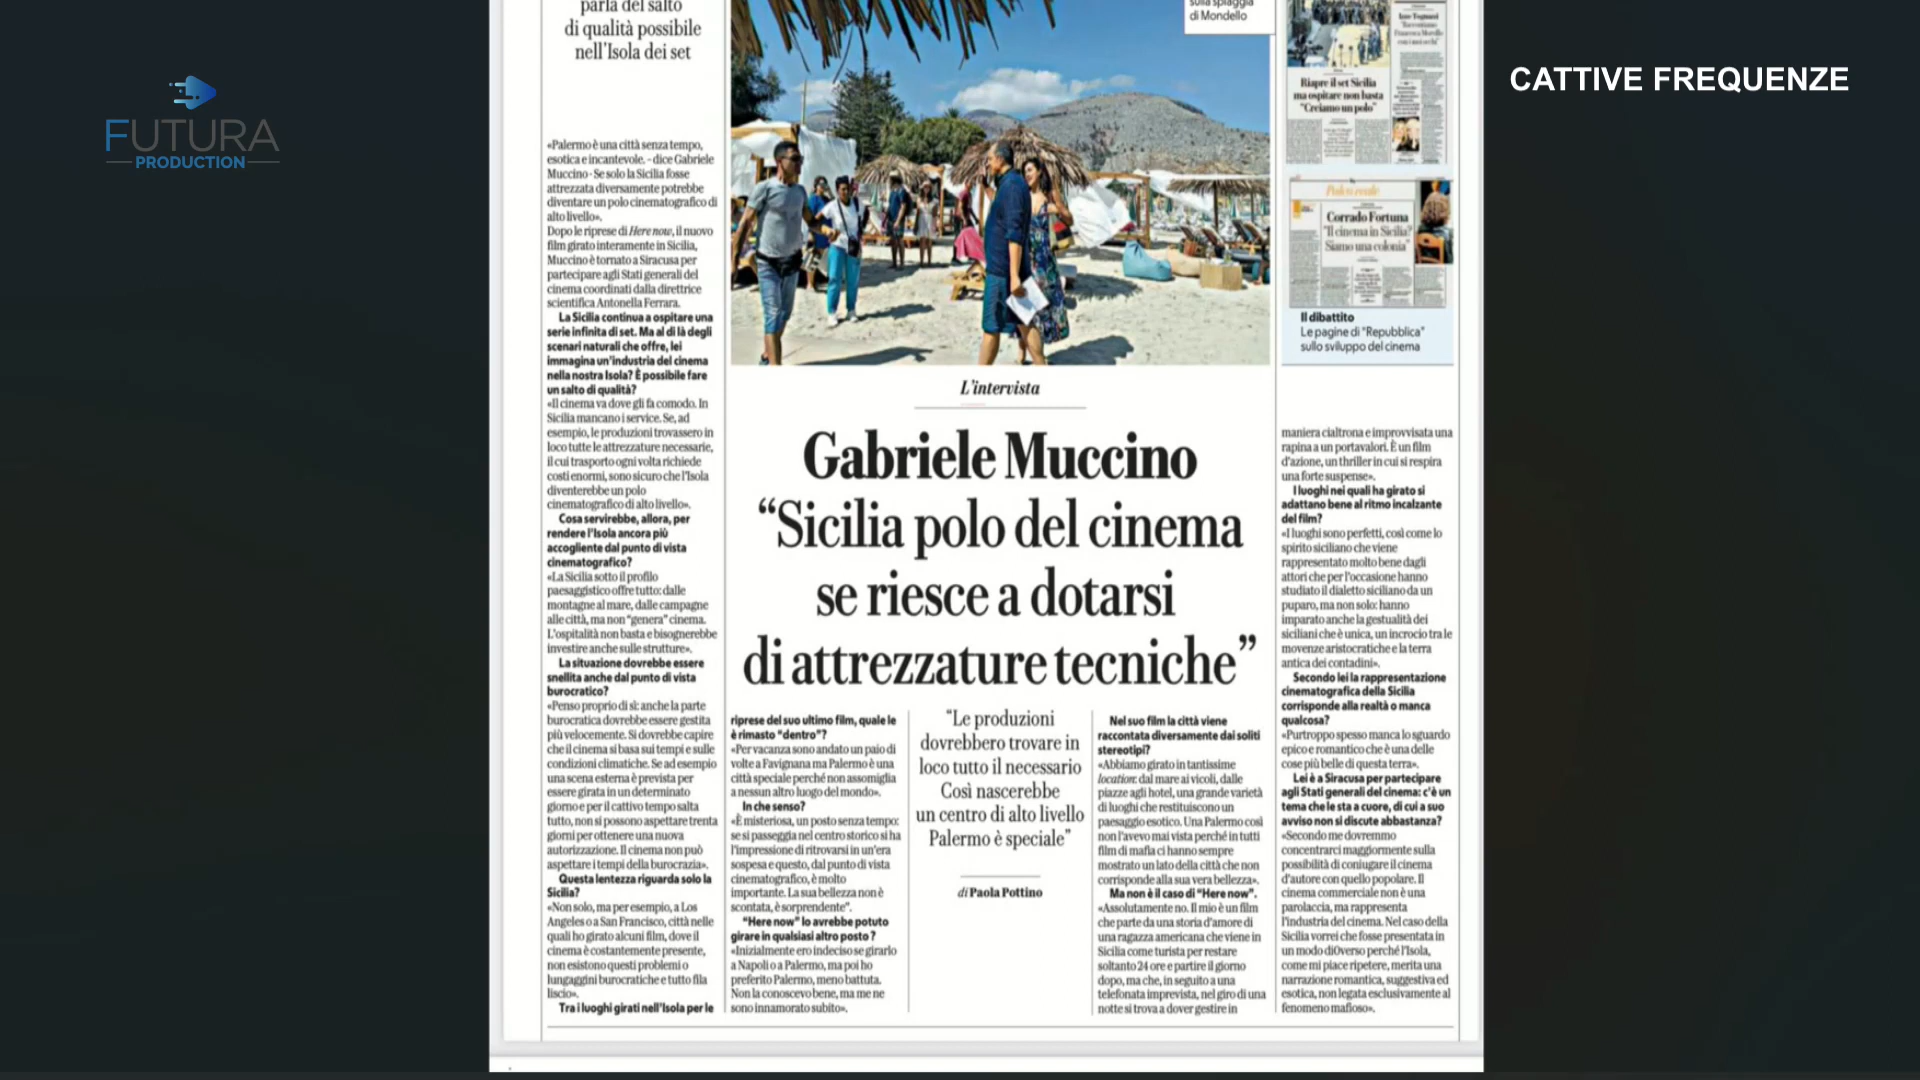 FUTURA
PRODUCTION
CATTIVE FREQUENZE
parla del salto
di qualità possibile
nell'Isola dei set
«Palermo è una città senza tempo,
esotica e incantevole. - dice Gabriele
Muccino - Se solo la Sicilia fosse
attrezzata diversamente potrebbe
diventare un polo cinematografico di
alto livello».
Dopo le riprese di Here now, il nuovo
film girato interamente in Sicilia,
Muccino è tornato a Siracusa per
partecipare agli Stati generali del
cinema coordinati dalla direttrice
scientifica Antonella Ferrara.
La Sicilia continua a ospitare una
serie infinita di set. Ma al di là degli
scenari naturali che offre, lei
immagina un'industria del cinema
nella nostra Isola? È possibile fare
un salto di qualità?
«Il cinema va dove gli fa comodo. In
Sicilia mancano i service. Se, ad
esempio, le produzioni trovassero in
loco tutte le attrezzature necessarie,
il cui trasporto ogni volta richiede
costi enormi, sono sicuro che l'Isola
diventerebbe un polo
cinematografico di alto livello».
Cosa servirebbe, allora, per
rendere l'Isola ancora più
accogliente dal punto di vista
cinematografico?
«La Sicilia sotto il profilo
paesaggistico offre tutto: dalle
montagne al mare, dalle campagne
alle città, ma non "genera" cinema.
L'ospitalità non basta e bisognerebbe
investire anche sulle strutture».
La situazione dovrebbe essere
snellita anche dal punto di vista
burocratico?
«Penso proprio di sì: anche la parte
burocratica dovrebbe essere gestita
più velocemente. Si dovrebbe capire
che il cinema si basa sui tempi e sulle
condizioni climatiche. Se ad esempio
una scena esterna è prevista per
essere girata in un determinato
giorno e per il cattivo tempo salta
tutto, non si possono aspettare trenta
giorni per ottenere una nuova
autorizzazione. Il cinema non può
aspettare i tempi della burocrazia».
Questa lentezza riguarda solo la
Sicilia?
«Non solo, ma per esempio, a Los
Angeles o a San Francisco, città nelle
quali ho girato alcuni film, dove il
cinema è costantemente presente,
non esistono questi problemi o
lungaggini burocratiche e tutto fila
liscio».
Tra i luoghi girati nell'Isola per le
sulla spiaggia
di Mondello
L'intervista
Gabriele Muccino
“Sicilia polo del cinema
se riesce a dotarsi
di attrezzature tecniche”
riprese del suo ultimo film, quale le
è rimasto "dentro"?
«Per vacanza sono andato un paio di
volte a Favignana ma Palermo è una
città speciale perché non assomiglia
a nessun altro luogo del mondo».
In che senso?
«È misteriosa, un posto senza tempo:
se si passeggia nel centro storico si ha
l'impressione di ritrovarsi in un'era
sospesa e questo, dal punto di vista
cinematografico, è molto
importante. La sua bellezza non è
scontata, è sorprendente".
"Here now" lo avrebbe potuto
girare in qualsiasi altro posto ?
«Inizialmente ero indeciso se girarlo
a Napoli o a Palermo, ma poi ho
preferito Palermo, meno battuta.
Non la conoscevo bene, ma me ne
sono innamorato subito».
“Le produzioni
dovrebbero trovare in
loco tutto il necessario
Così nascerebbe
un centro di alto livello
Palermo è speciale”
di Paola Pottino
Nel suo film la città viene
raccontata diversamente dai soliti
stereotipi?
«Abbiamo girato in tantissime
location: dal mare ai vicoli, dalle
piazze agli hotel, una grande varietà
di luoghi che restituiscono un
paesaggio esotico. Una Palermo così
non l'avevo mai vista perché in tutti
film di mafia ci hanno sempre
mostrato un lato della città che non
corrisponde alla sua vera bellezza».
Ma non è il caso di "Here now".
«Assolutamente no. Il mio è un film
che parte da una storia d'amore di
una ragazza americana che viene in
Sicilia come turista per restare
soltanto 24 ore e partire il giorno
dopo, ma che, in seguito a una
telefonata imprevista, nel giro di una
notte si trova a dover gestire in
Riapre il set Sicilia
ma ospitare non basta
"Creiamo un polo"
Corrado Fortuna
"Il cinema in Sicilia?
Siamo una colonia"
Il dibattito
Le pagine di "Repubblica"
sullo sviluppo del cinema
maniera cialtrona e improvvisata una
rapina a un portavalori. È un film
d'azione, un thriller in cui si respira
una forte suspense».
I luoghi nei quali ha girato si
adattano bene al ritmo incalzante
del film?
«I luoghi sono perfetti, così come lo
spirito siciliano che viene
rappresentato molto bene dagli
attori che per l'occasione hanno
studiato il dialetto siciliano da un
puparo, ma non solo: hanno
imparato anche la gestualità dei
siciliani che è unica, un incrocio tra le
movenze aristocratiche e la terra
antica dei contadini».
Secondo lei la rappresentazione
cinematografica della Sicilia
corrisponde alla realtà o manca
qualcosa?
«Purtroppo spesso manca lo sguardo
epico e romantico che è una delle
cose più belle di questa terra».
Lei è a Siracusa per partecipare
agli Stati generali del cinema: c'è un
tema che le sta a cuore, di cui a suo
avviso non si discute abbastanza?
«Secondo me dovremmo
concentrarci maggiormente sulla
possibilità di coniugare il cinema
d'autore con quello popolare. Il
cinema commerciale non è una
parolaccia, ma rappresenta
l'industria del cinema. Nel caso della
Sicilia vorrei che fosse presentata in
un modo di0verso perché l'Isola,
come mi piace ripetere, merita una
narrazione romantica, suggestiva ed
esotica, non legata esclusivamente al
fenomeno mafioso».